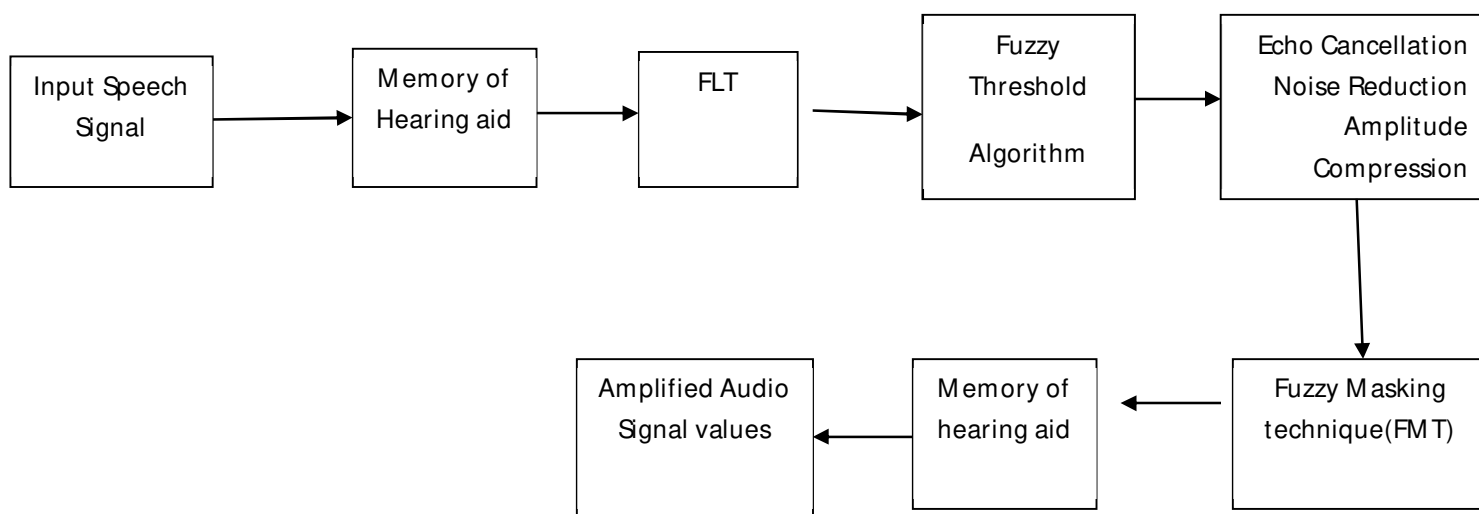 Input Speech
Signal
Memory of
Hearing aid
FLT
Fuzzy
Threshold
Algorithm
Echo Cancellation
Noise Reduction
Amplitude
Compression
Fuzzy Masking
technique(FMT)
Memory of
hearing aid
Amplified Audio
Signal values